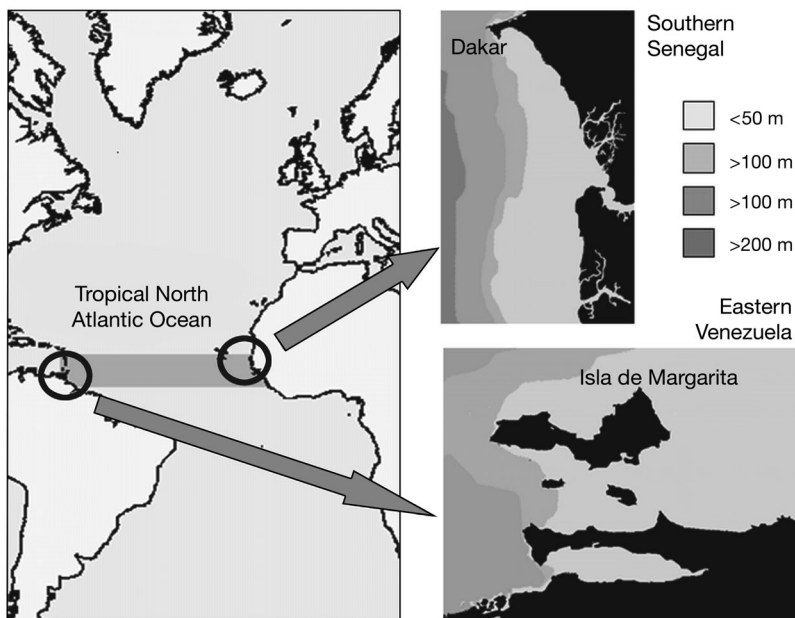 Tropical North
Atlantic Ocean
Dakar
Southern
Senegal
<50 m
>100 m
>100 m
>200 m
Eastern
Venezuela
Isla de Margarita